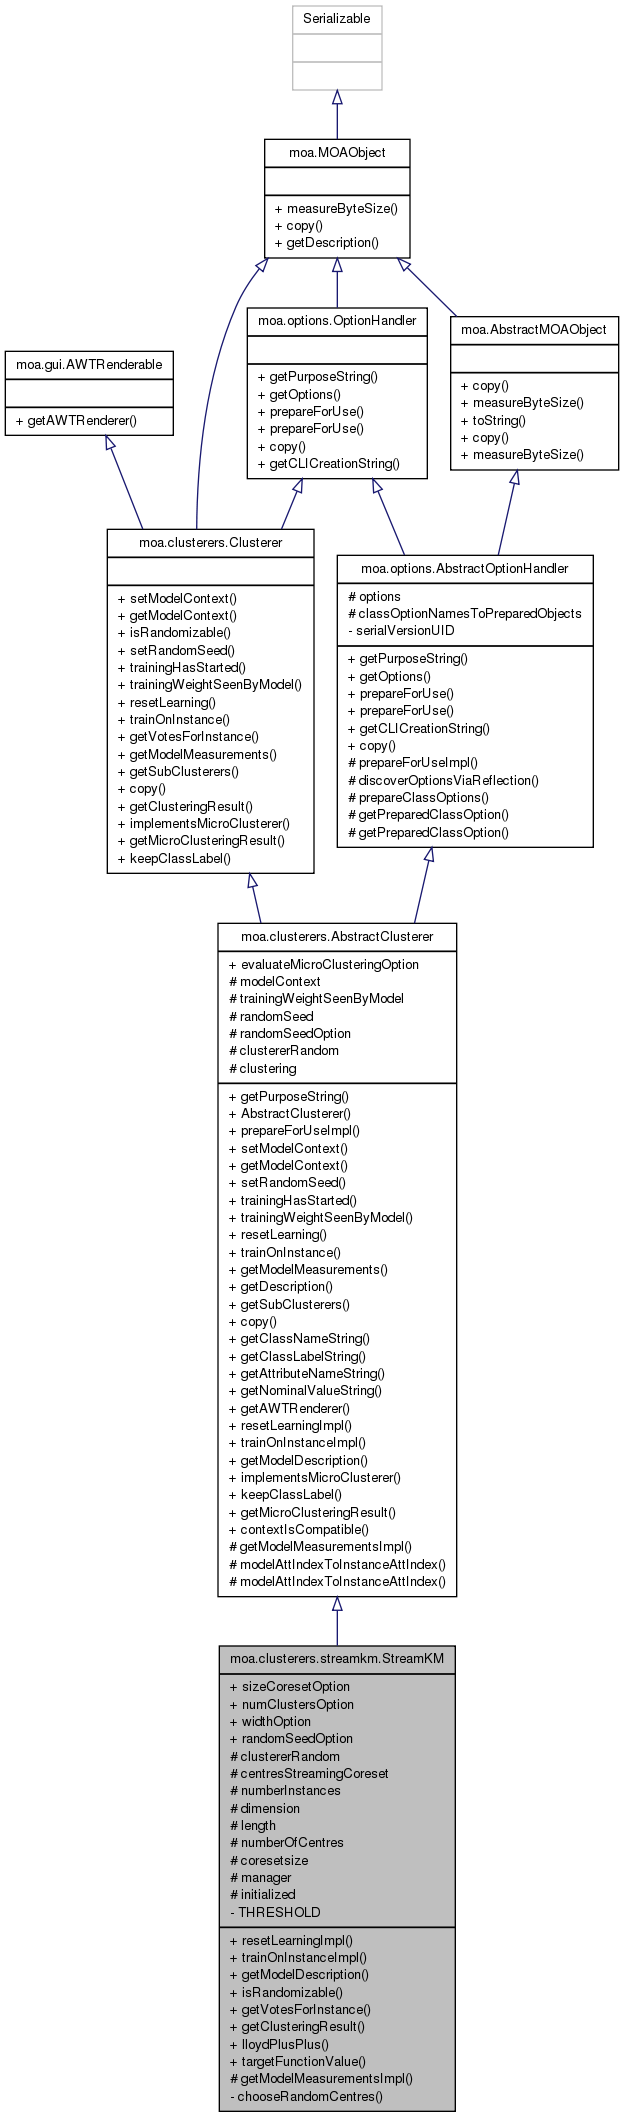 Serializable
moa.MOAObject
+ measureByteSize()
+ copy()
+ getDescription()
moa.options.OptionHandler
+ getPurposeString()
+ getOptions()
+ prepareForUse()
+ prepareForUse()
+ copy()
+ getCLICreationString()
moa.AbstractMOAObject
+ copy()
+ measureByteSize()
+ toString()
+ copy()
+ measureByteSize()
moa.gui.AWTRenderable
+ getAWTRenderer()
moa.clusterers.Clusterer
+ setModelContext()
+ getModelContext()
+ isRandomizable()
+ setRandomSeed()
+ trainingHasStarted()
+ trainingWeightSeenByModel()
+ resetLearning()
+ trainOnInstance()
+ getVotesForInstance()
+ getModelMeasurements()
+ getSubClusterers()
+ copy()
+ getClusteringResult()
+ implementsMicroClusterer()
+ getMicroClusteringResult()
+ keepClassLabel()
moa.options.AbstractOptionHandler
# options
# classOptionNamesToPreparedObjects
- serialVersionUID
+ getPurposeString()
+ getOptions()
+ prepareForUse()
+ prepareForUse()
+ getCLICreationString()
+ copy()
# prepareForUseImpl()
# discoverOptionsViaReflection()
# prepareClassOptions()
# getPreparedClassOption()
# getPreparedClassOption()
moa.clusterers.AbstractClusterer
+ evaluateMicroClusteringOption
# modelContext
# trainingWeightSeenByModel
# randomSeed
# randomSeedOption
# clustererRandom
# clustering
+ getPurposeString()
+ AbstractClusterer()
+ prepareForUseImpl()
+ setModelContext()
+ getModelContext()
+ setRandomSeed()
+ trainingHasStarted()
+ trainingWeightSeenByModel()
+ resetLearning()
+ trainOnInstance()
+ getModelMeasurements()
+ getDescription()
+ getSubClusterers()
+ copy()
+ getClassNameString()
+ getClassLabelString()
+ getAttributeNameString()
+ getNominalValueString()
+ getAWTRenderer()
+ resetLearningImpl()
+ trainOnInstanceImpl()
+ getModelDescription()
+ implementsMicroClusterer()
+ keepClassLabel()
+ getMicroClusteringResult()
+ contextIsCompatible()
# getModelMeasurementsImpl()
# modelAttIndexToInstanceAttIndex()
# modelAttIndexToInstanceAttIndex()
moa.clusterers.streamkm.StreamKM
+ sizeCoresetOption
+ numClustersOption
+ widthOption
+ randomSeedOption
# clustererRandom
# centresStreamingCoreset
# numberInstances
# dimension
# length
# numberOfCentres
# coresetsize
# manager
# initialized
- THRESHOLD
+ resetLearningImpl()
+ trainOnInstanceImpl()
+ getModelDescription()
+ isRandomizable()
+ getVotesForInstance()
+ getClusteringResult()
+ lloydPlusPlus()
+ targetFunctionValue()
# getModelMeasurementsImpl()
- chooseRandomCentres()